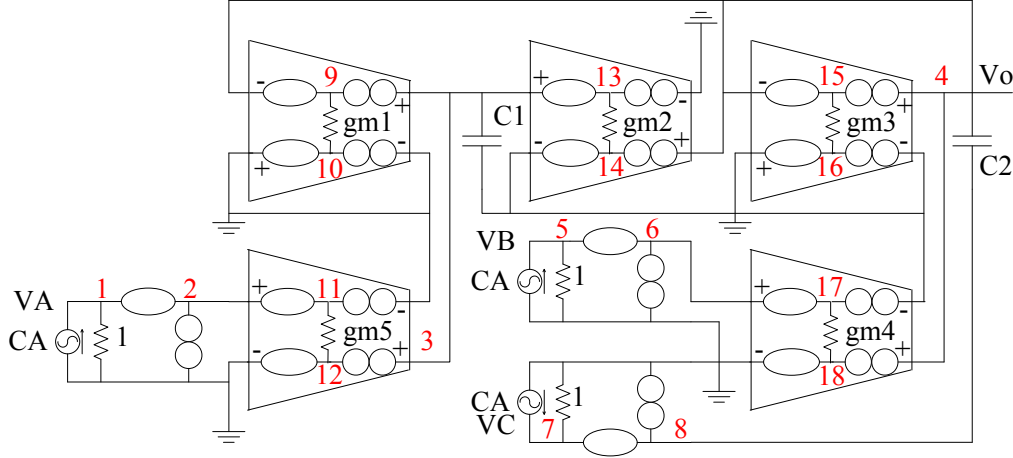 - 9 + 13 - 15 4 Vo
+ gm1 C1 gm2 gm3
10 - 14 + 16 C2
+ - - - -
VB 5 6
1 2 + 11 CA 1 + 17
VA - -
CA 1 gm5 + 3 gm4 +
- 12 - 18
CA 1
VC 7 8